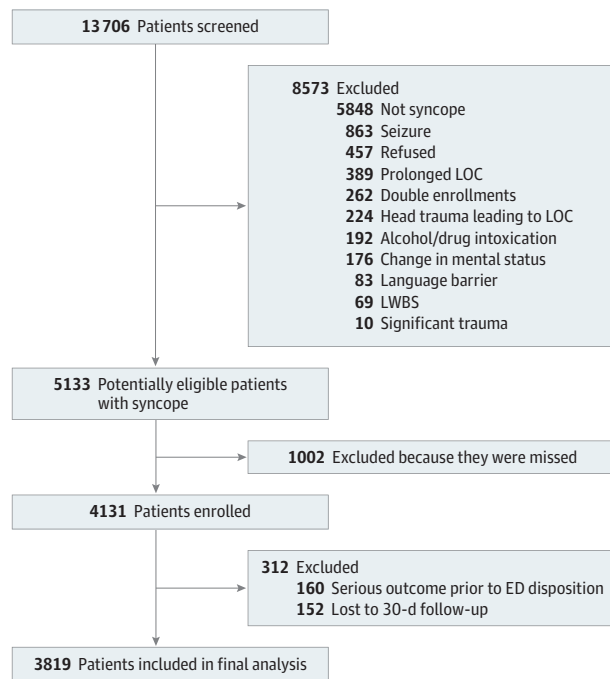 13 706 Patients screened
8573 Excluded
5848 Not syncope
863 Seizure
457 Refused
389 Prolonged LOC
262 Double enrollments
224 Head trauma leading to LOC
192 Alcohol/drug intoxication
176 Change in mental status
83 Language barrier
69 LWBS
10 Significant trauma
5133 Potentially eligible patients
with syncope
1002 Excluded because they were missed
4131 Patients enrolled
312 Excluded
160 Serious outcome prior to ED disposition
152 Lost to 30-d follow-up
3819 Patients included in final analysis